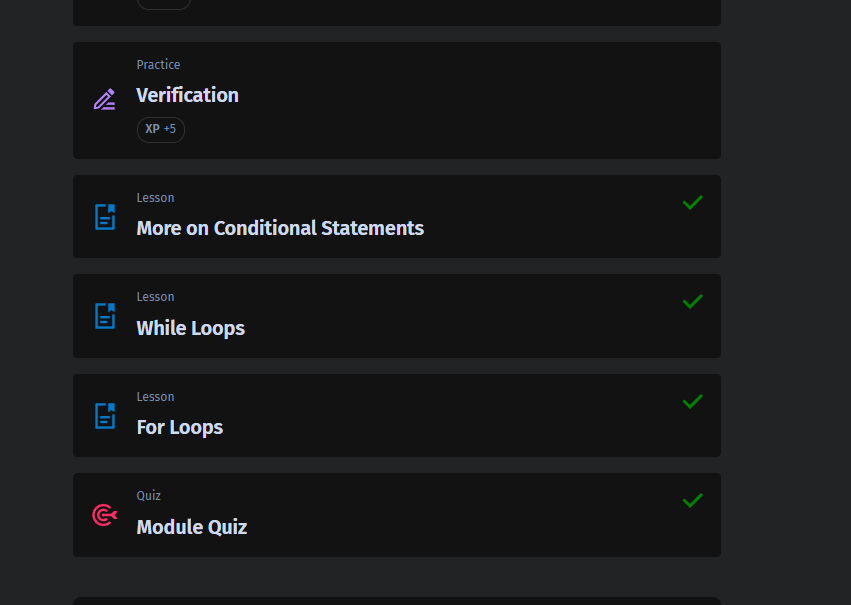 Practice
Verification
XP +5
Lesson
More on Conditional Statements
Lesson
While Loops
Lesson
For Loops
Quiz
Module Quiz